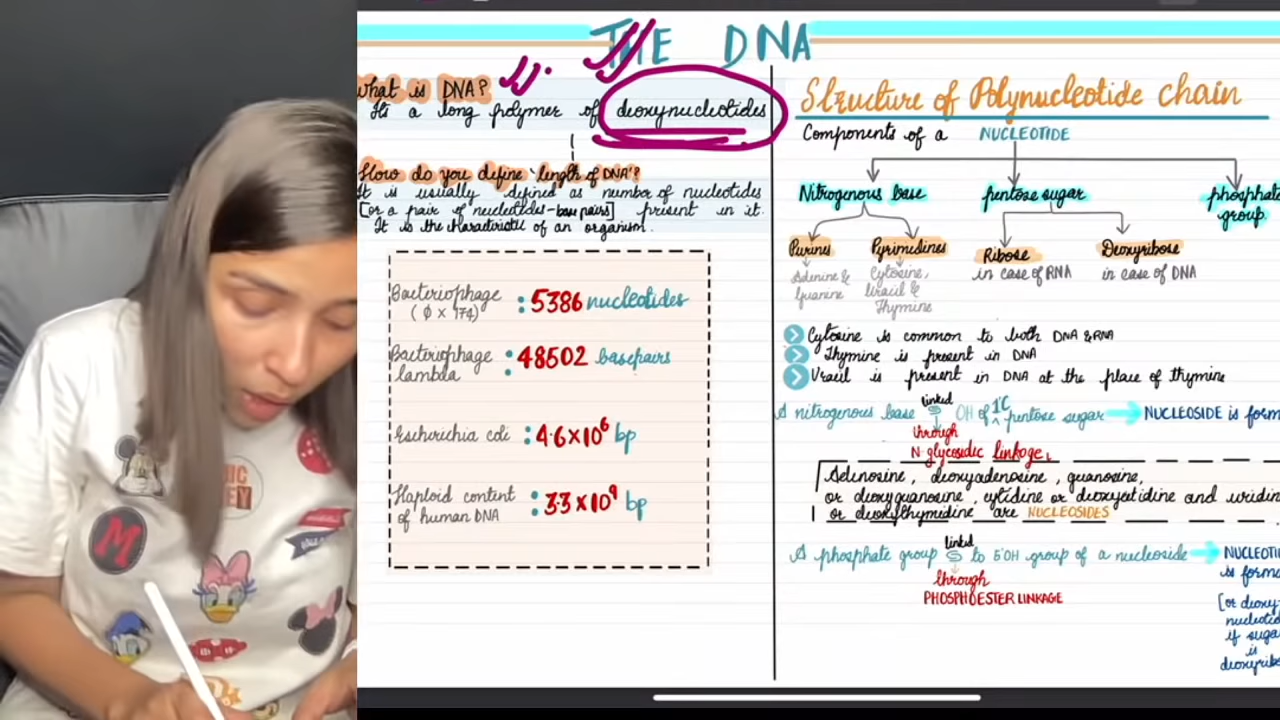 THE DNA
What is DNA?
Its a long polymer of deoxynucleotides
How do you define 'length of DNA'?
It is usually defined as number of nucleotides
[or a pair of nucleotides-base pairs] present in it.
It is the characteristic of an organism.
Bacteriophage : 5386 nucleotides
(φ × 174)
Bacteriophage : 48502 basepairs
lambda
Escherichia coli : 4.6×10⁶ bp
Haploid content : 3.3×10⁹ bp
of human DNA
Structure of Polynucleotide chain
Components of a NUCLEOTIDE
Nitrogenous base pentose sugar phosphate
group
Purines Pyrimidines Ribose Deoxyribose
Adenine & Cytosine, in case of RNA in case of DNA
Guanine Uracil &
Thymine
Cytosine is common to both DNA & RNA
Thymine is present in DNA
Uracil is present in DNA at the place of thymine
linked
A nitrogenous base OH of 1'C pentose sugar NUCLEOSIDE is form
through
N glycosidic linkage.
Adenosine, deoxyadenosine, guanosine,
or deoxyguanosine, cytidine or deoxycitidine and uridin
or deoxythymidine are NUCLEOSIDES
linked
A phosphate group to 5'OH group of a nucleoside NUCLEOTI
through is forma
PHOSPHOESTER LINKAGE
[or deoxy
nucleotid
if suga
is
deoxyribo
M